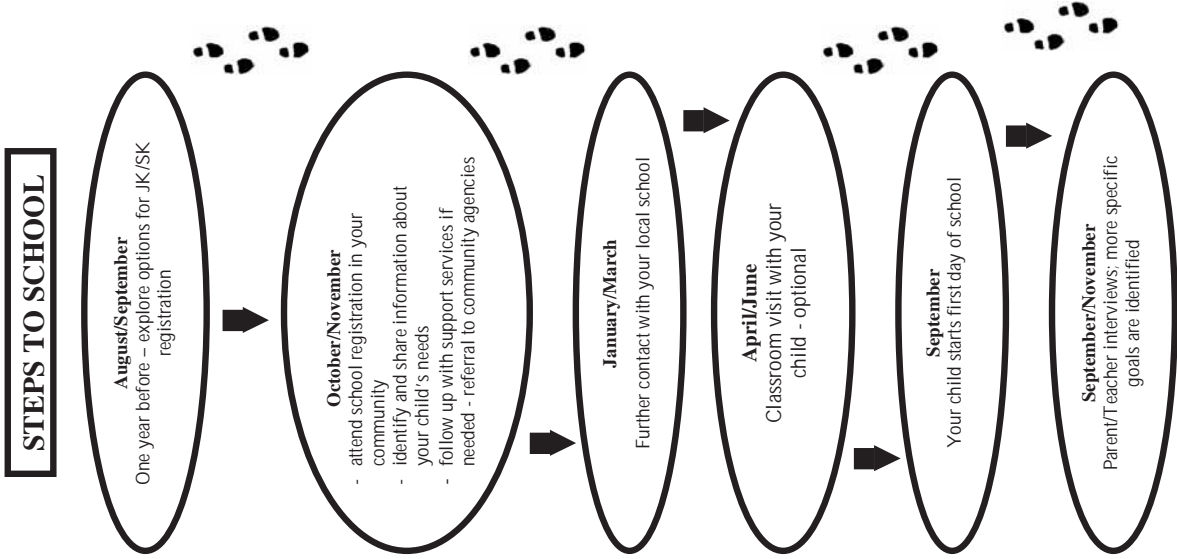 STEPS TO SCHOOL
August/September
One year before – explore options for JK/SK
registration
October/November
- attend school registration in your
community
- identify and share information about
your child's needs
- follow up with support services if
needed - referral to community agencies
January/March
Further contact with your local school
April/June
Classroom visit with your
child - optional
September
Your child starts first day of school
September/November
Parent/Teacher Interviews; more specific
goals are identified